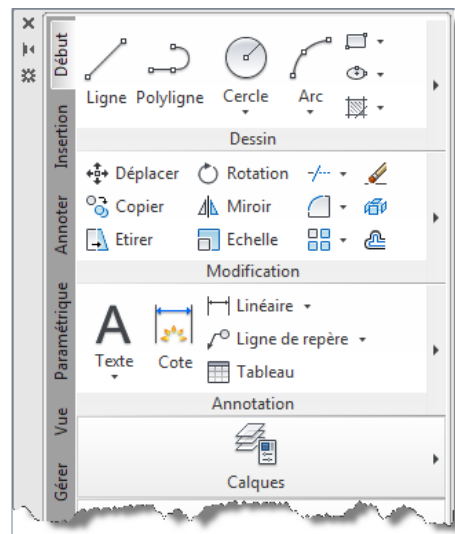 Début
Insertion
Annoter
Paramétrique
Vue
Gérer
Ligne Polyligne Cercle Arc
Dessin
Déplacer Rotation
Copier Miroir
Etirer Echelle
Modification
A
Texte Cote
Linéaire
Ligne de repère
Tableau
Annotation
Calques